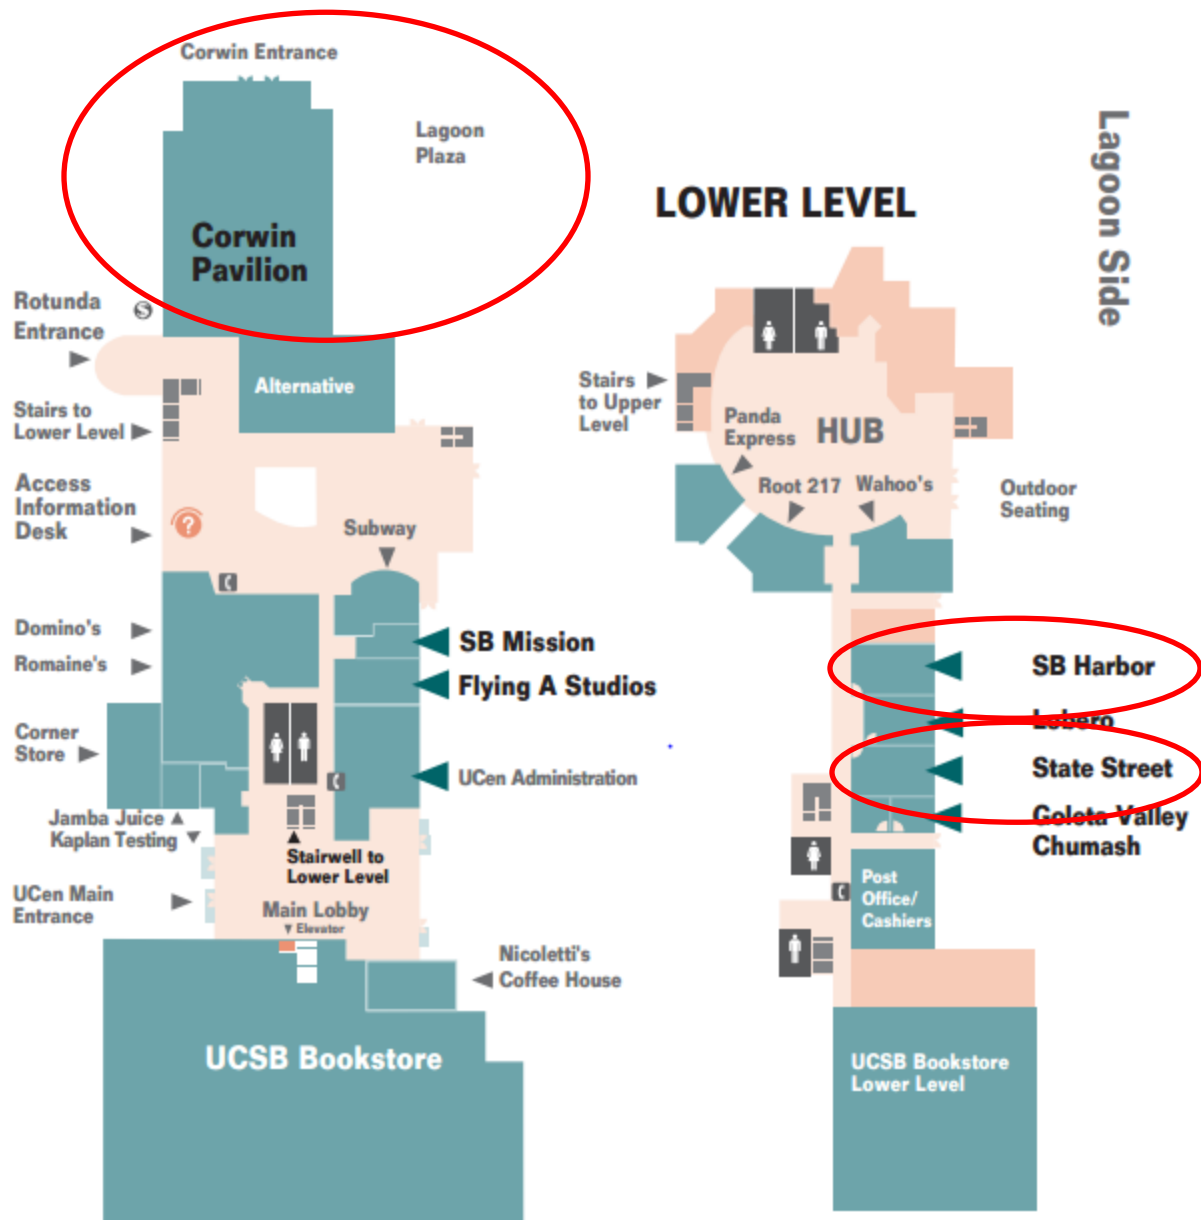 Corwin Entrance
Lagoon
Plaza
Corwin
Pavilion
Rotunda
Entrance
S
Alternative
Stairs to
Lower Level
Access
Information
Desk
?
Subway
Domino's
Romaine's
SB Mission
Flying A Studios
Corner
Store
UCen Administration
Jamba Juice
Kaplan Testing
Stairwell to
Lower Level
UCen Main
Entrance
Main Lobby
Elevator
Nicoletti's
Coffee House
UCSB Bookstore
LOWER LEVEL
Lagoon Side
Stairs
to Upper
Level
Panda
Express
HUB
Root 217
Wahoo's
Outdoor
Seating
SB Harbor
Lobero
State Street
Goleta Valley
Chumash
Post
Office/
Cashiers
UCSB Bookstore
Lower Level